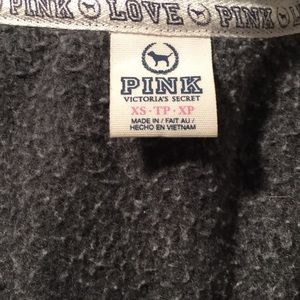 PINK LOVE PINK
PINK
VICTORIA'S SECRET
XS · TP · XP
MADE IN / FAIT AU /
HECHO EN VIETNAM